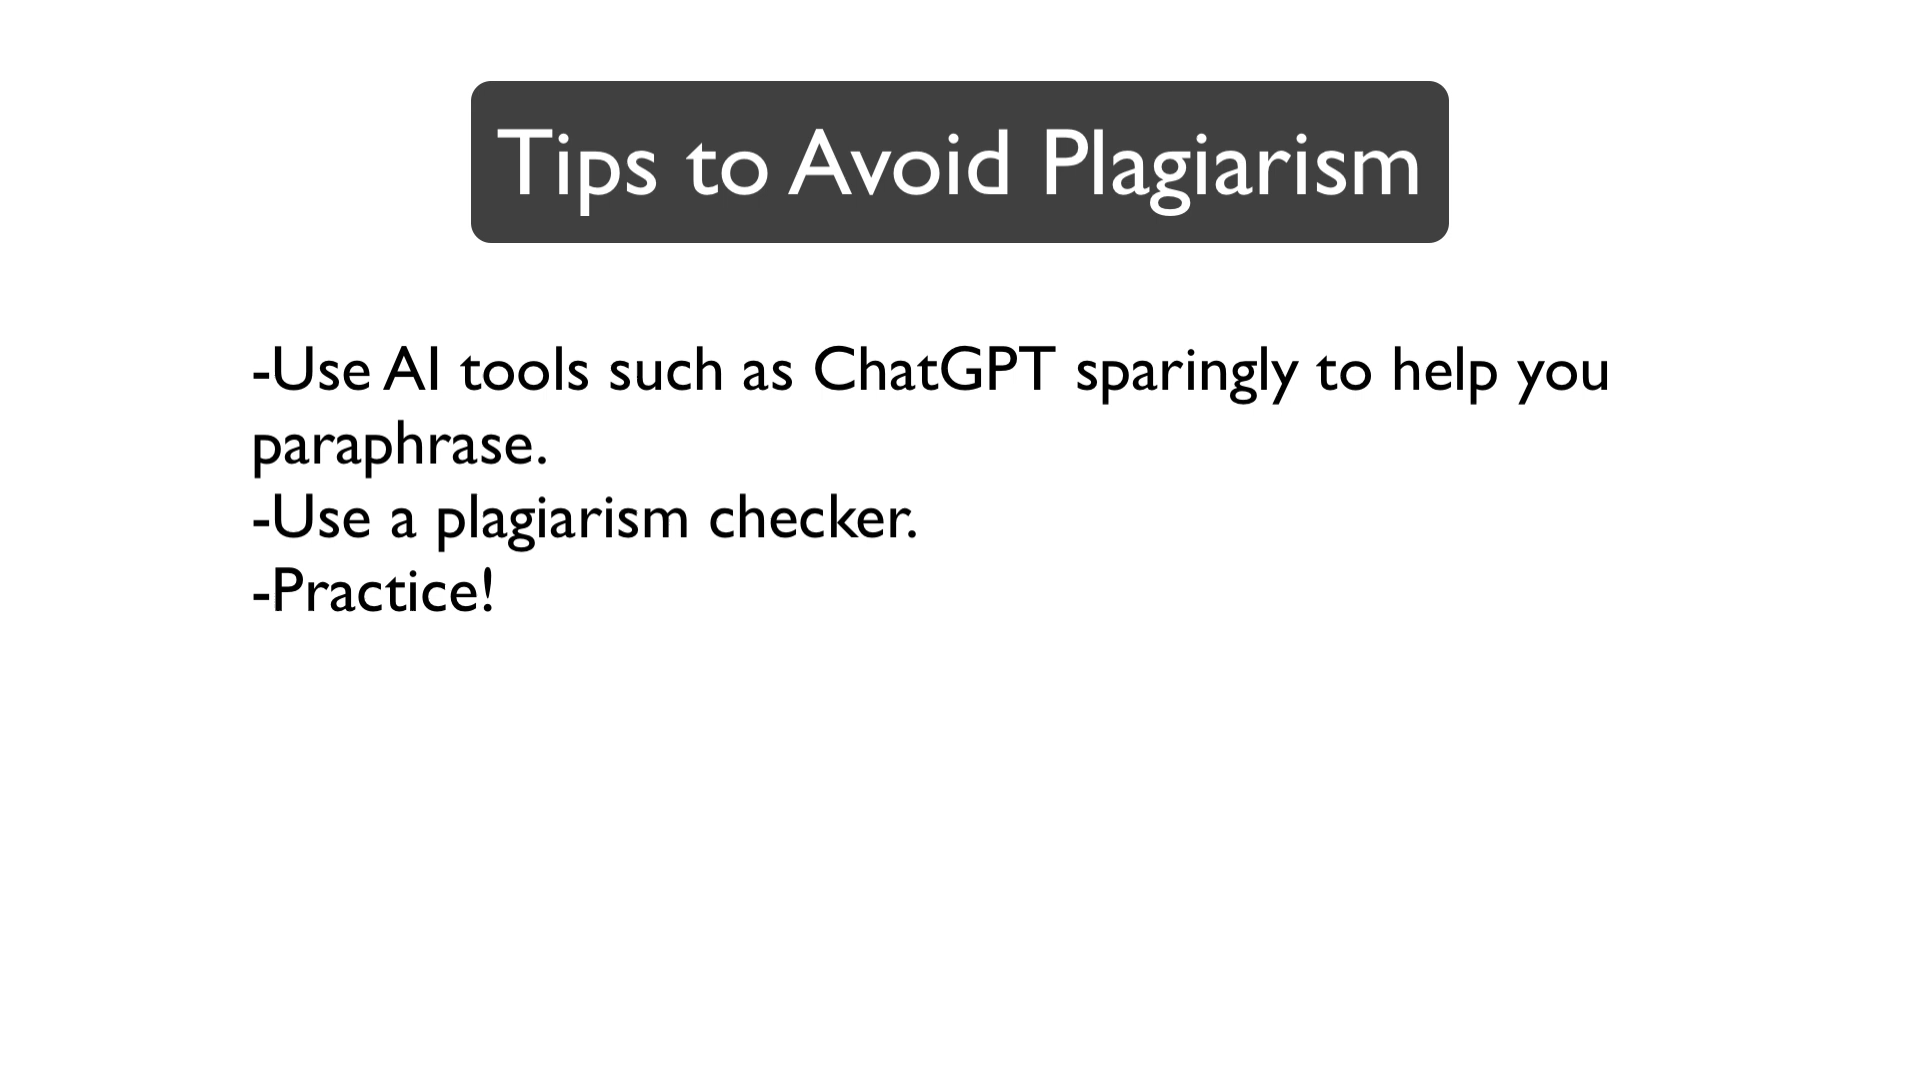 Tips to Avoid Plagiarism
-Use AI tools such as ChatGPT sparingly to help you
paraphrase.
-Use a plagiarism checker.
-Practice!